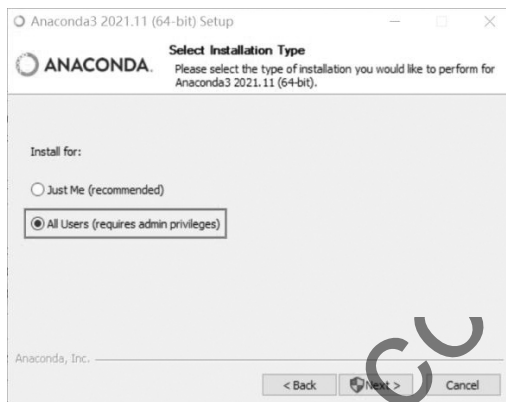 Anaconda3 2021.11 (64-bit) Setup
ANACONDA.
Select Installation Type
Please select the type of installation you would like to perform for
Anaconda3 2021.11 (64-bit).
Install for:
Just Me (recommended)
All Users (requires admin privileges)
Anaconda, Inc.
< Back Next > Cancel